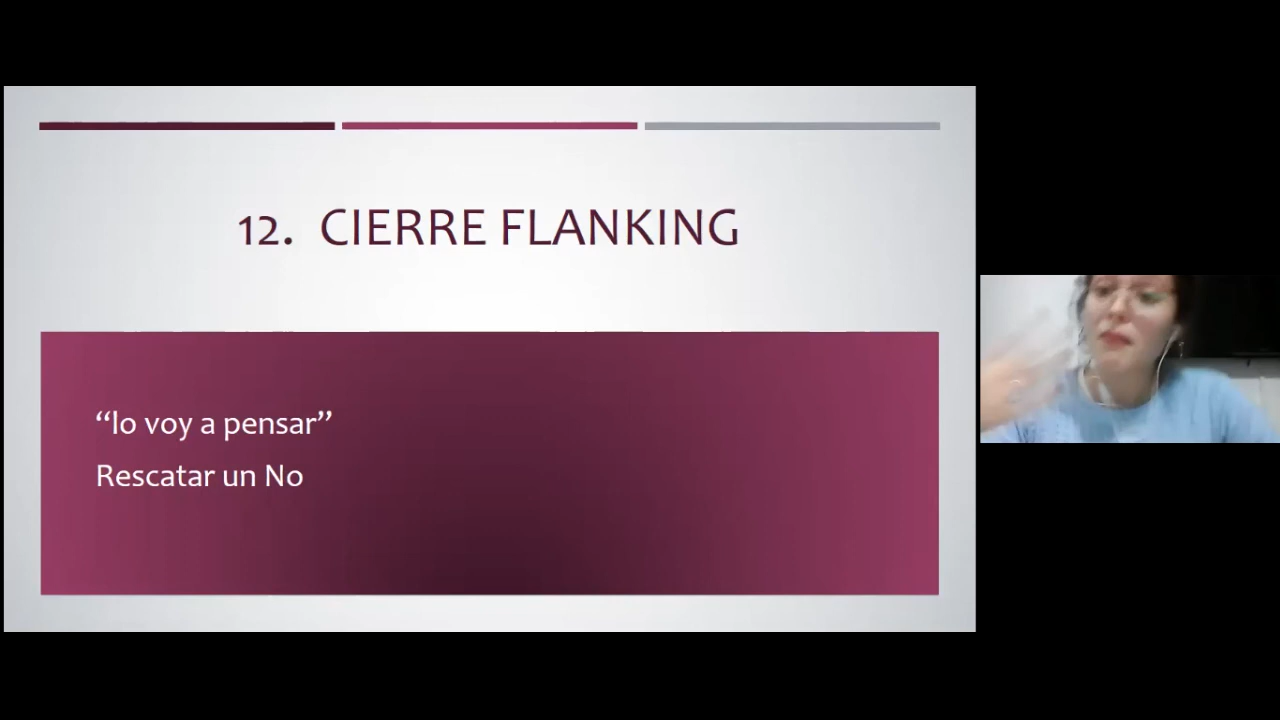 12. CIERRE FLANKING
“lo voy a pensar”
Rescatar un No